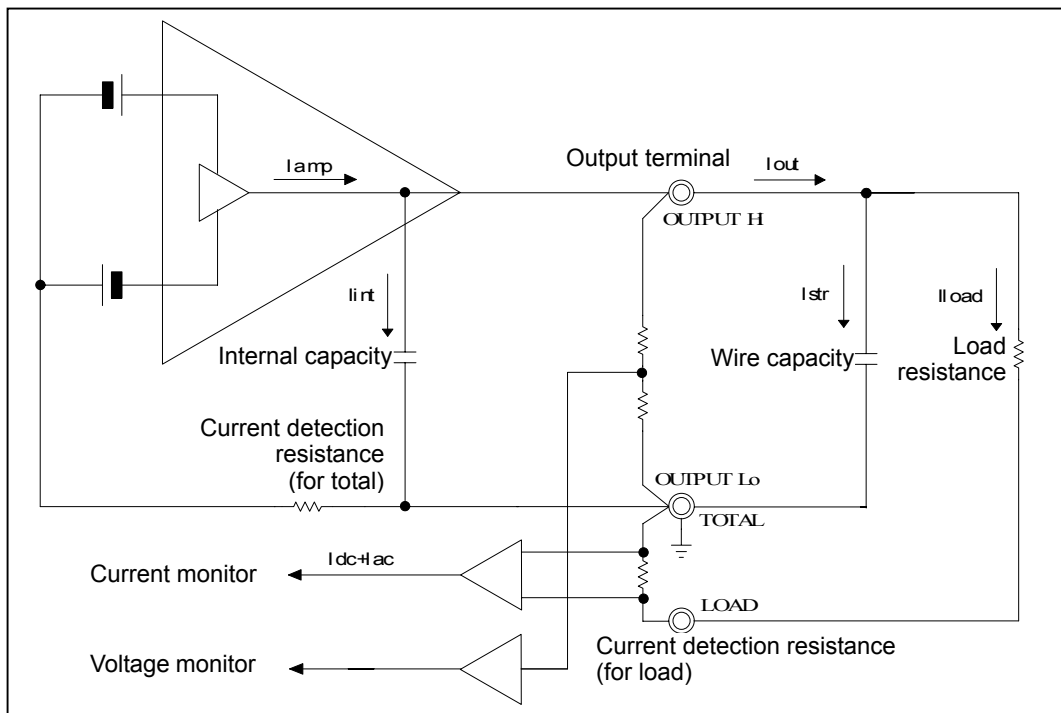 Iamp
Output terminal
Iout
OUTPUT HI
Iint
Istr
Iload
Internal capacity
Wire capacity
Load
resistance
Current detection
resistance
(for total)
OUTPUT Lo
TOTAL
Idc+Iac
Current monitor
LOAD
Current detection resistance
(for load)
Voltage monitor